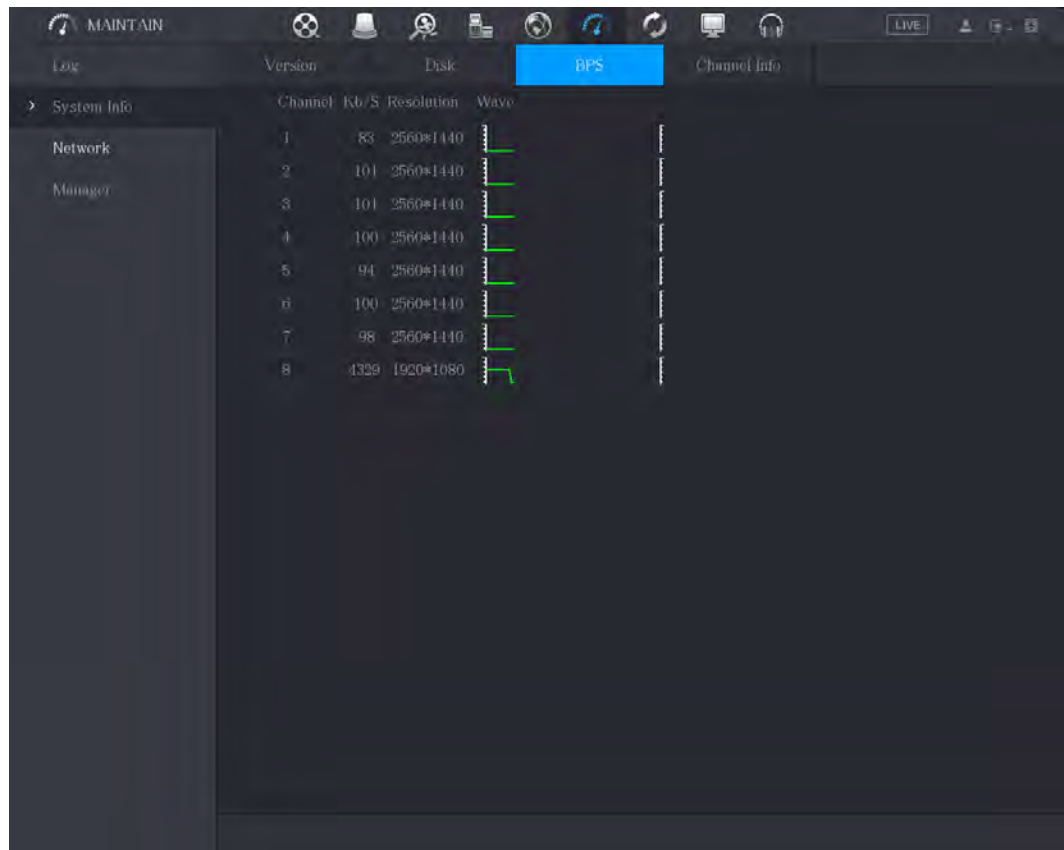 MAINTAIN LIVE
Log Version Disk BPS Channel Info
System Info
Network
Manager
Channel Kb/S Resolution Wave
1 83 2560*1440
2 101 2560*1440
3 101 2560*1440
4 100 2560*1440
5 94 2560*1440
6 100 2560*1440
7 98 2560*1440
8 4329 1920*1080